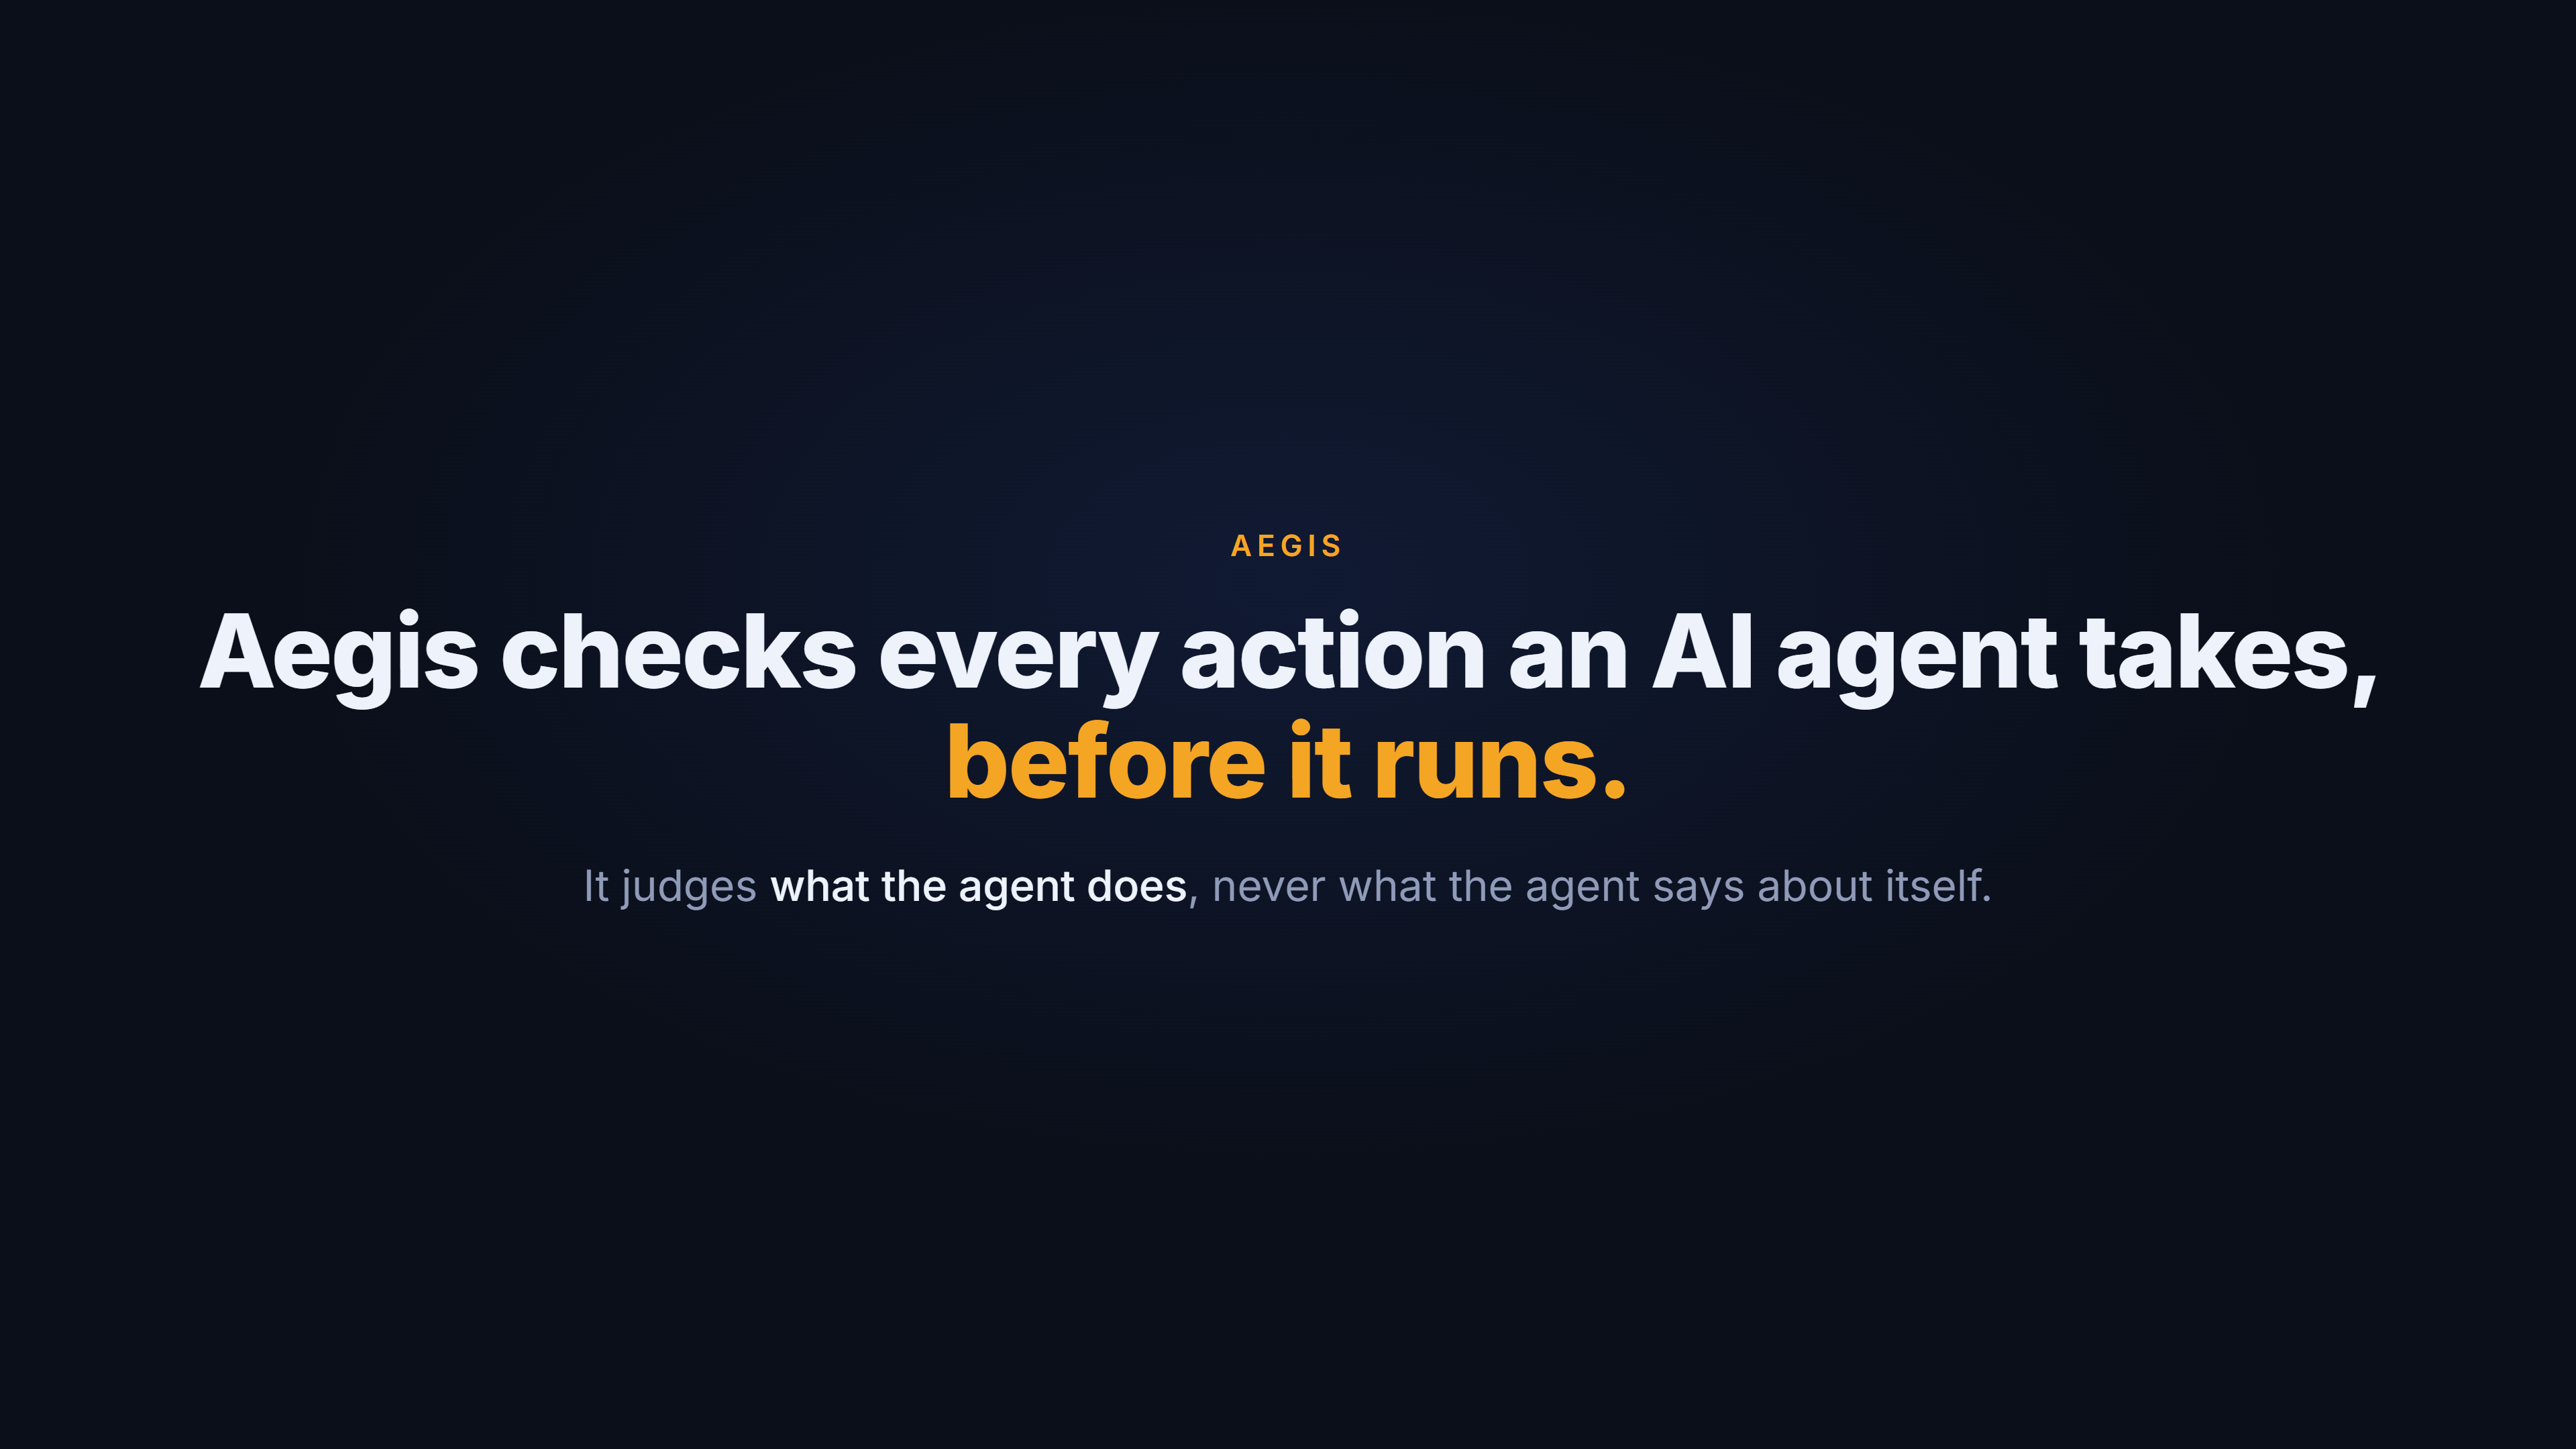 AEGIS
Aegis checks every action an AI agent takes,
before it runs.
It judges what the agent does, never what the agent says about itself.